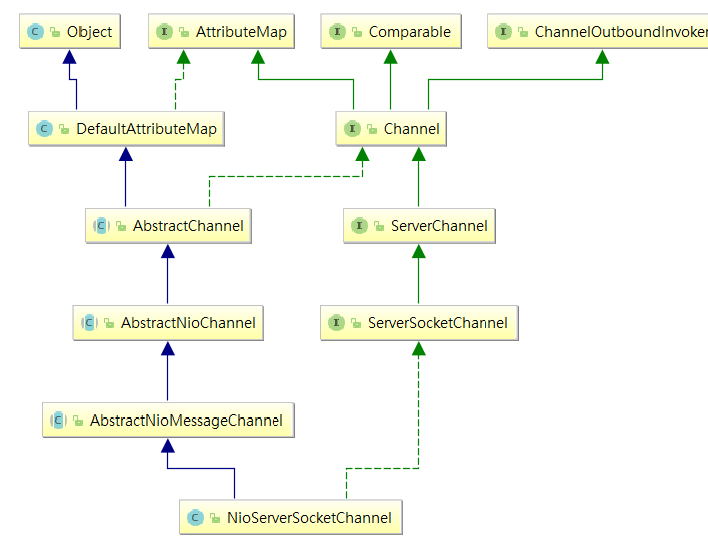 Object
AttributeMap
Comparable
ChannelOutboundInvoker
DefaultAttributeMap
Channel
AbstractChannel
ServerChannel
AbstractNioChannel
ServerSocketChannel
AbstractNioMessageChannel
NioServerSocketChannel